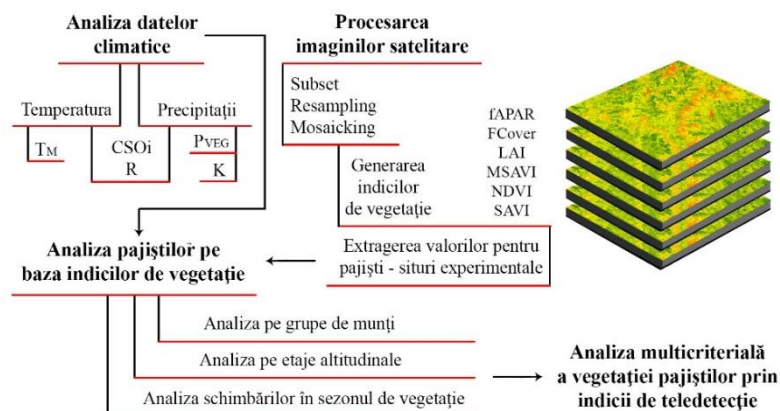 Analiza datelor
climatice
Temperatura
Precipitații
TM
CSOi
R
PVEG
K
Procesarea
imaginilor satelitare
Subset
Resampling
Mosaicking
Generarea
indicilor
de vegetație
fAPAR
FCover
LAI
MSAVI
NDVI
SAVI
Extragerea valorilor pentru
pajiști - situri experimentale
Analiza pajiștilor pe
baza indicilor de vegetație
Analiza pe grupe de munți
Analiza pe etaje altitudinale
Analiza schimbărilor în sezonul de vegetație
Analiza multicriterială
a vegetației pajiștilor prin
indicii de teledetecție